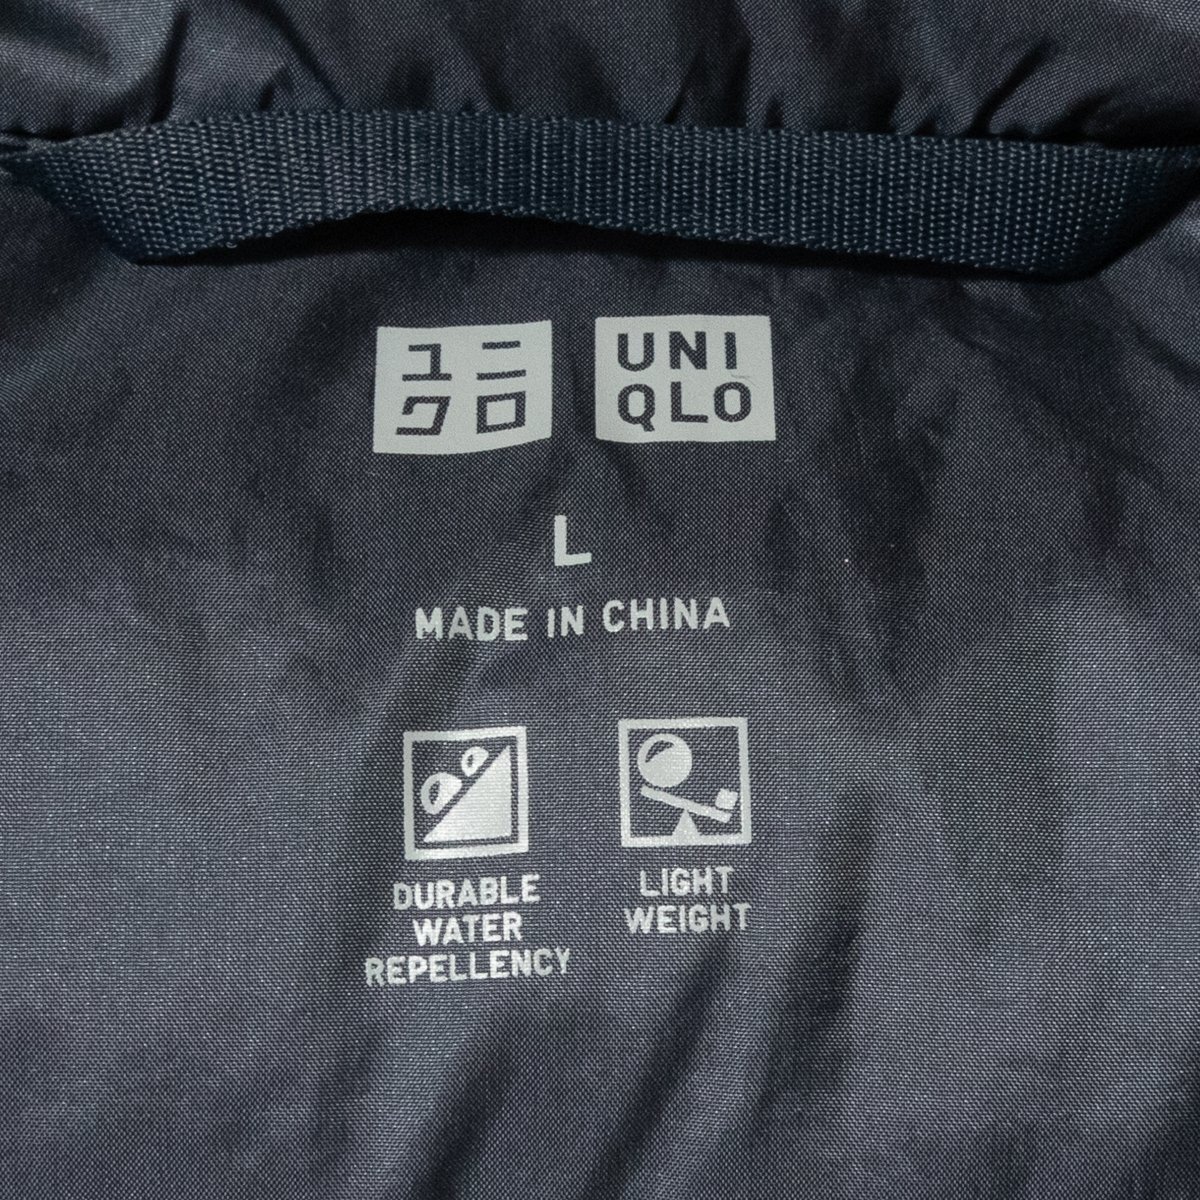 ユニ
クロ
UNI
QLO
L
MADE IN CHINA
DURABLE
WATER
REPELLENCY
LIGHT
WEIGHT